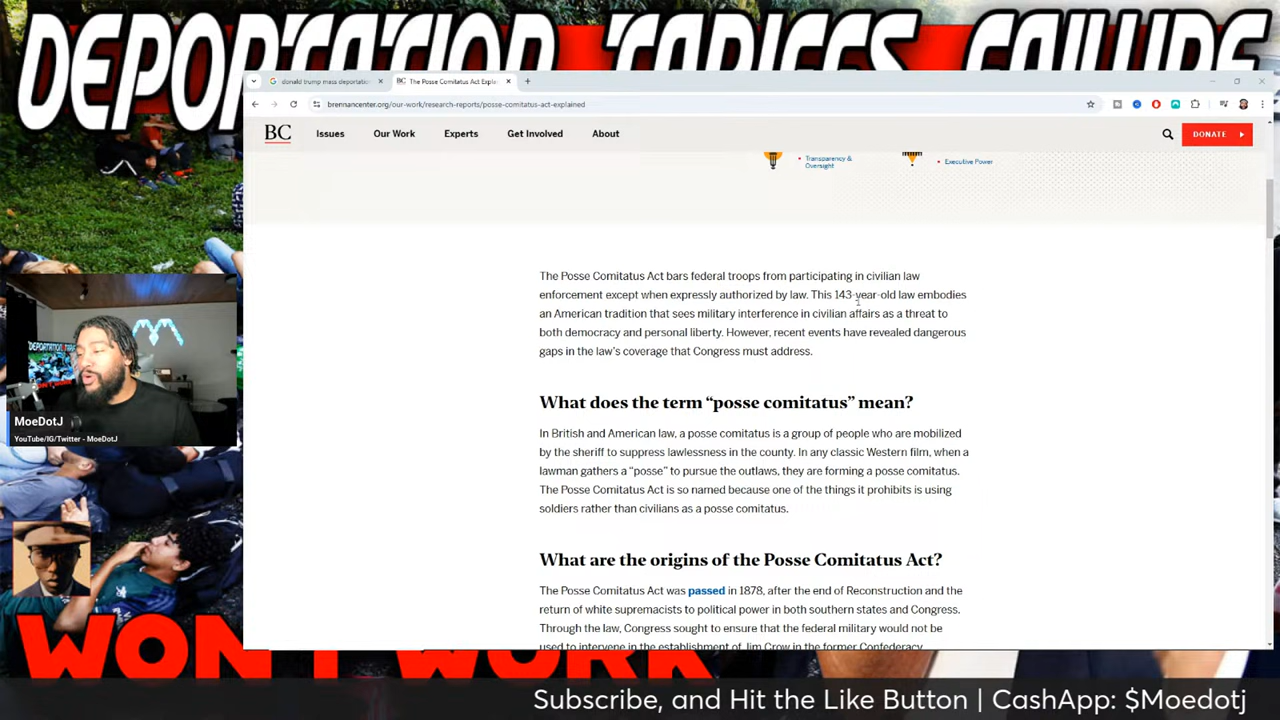 DEPORTATION, TARIFFS FAILURE
donald trump mass deportation
BC The Posse Comitatus Act Expla
brennancenter.org/our-work/research-reports/posse-comitatus-act-explained
BC Issues Our Work Experts Get Involved About DONATE
Transparency & Oversight
Executive Power
The Posse Comitatus Act bars federal troops from participating in civilian law
enforcement except when expressly authorized by law. This 143-year-old law embodies
an American tradition that sees military interference in civilian affairs as a threat to
both democracy and personal liberty. However, recent events have revealed dangerous
gaps in the law's coverage that Congress must address.
What does the term “posse comitatus” mean?
In British and American law, a posse comitatus is a group of people who are mobilized
by the sheriff to suppress lawlessness in the county. In any classic Western film, when a
lawman gathers a “posse” to pursue the outlaws, they are forming a posse comitatus.
The Posse Comitatus Act is so named because one of the things it prohibits is using
soldiers rather than civilians as a posse comitatus.
What are the origins of the Posse Comitatus Act?
The Posse Comitatus Act was passed in 1878, after the end of Reconstruction and the
return of white supremacists to political power in both southern states and Congress.
Through the law, Congress sought to ensure that the federal military would not be
used to intervene in the establishment of Jim Crow in the former Confederacy.
MoeDotJ
YouTube/IG/Twitter - MoeDotJ
WON'T WORK
Subscribe, and Hit the Like Button | CashApp: $Moedotj